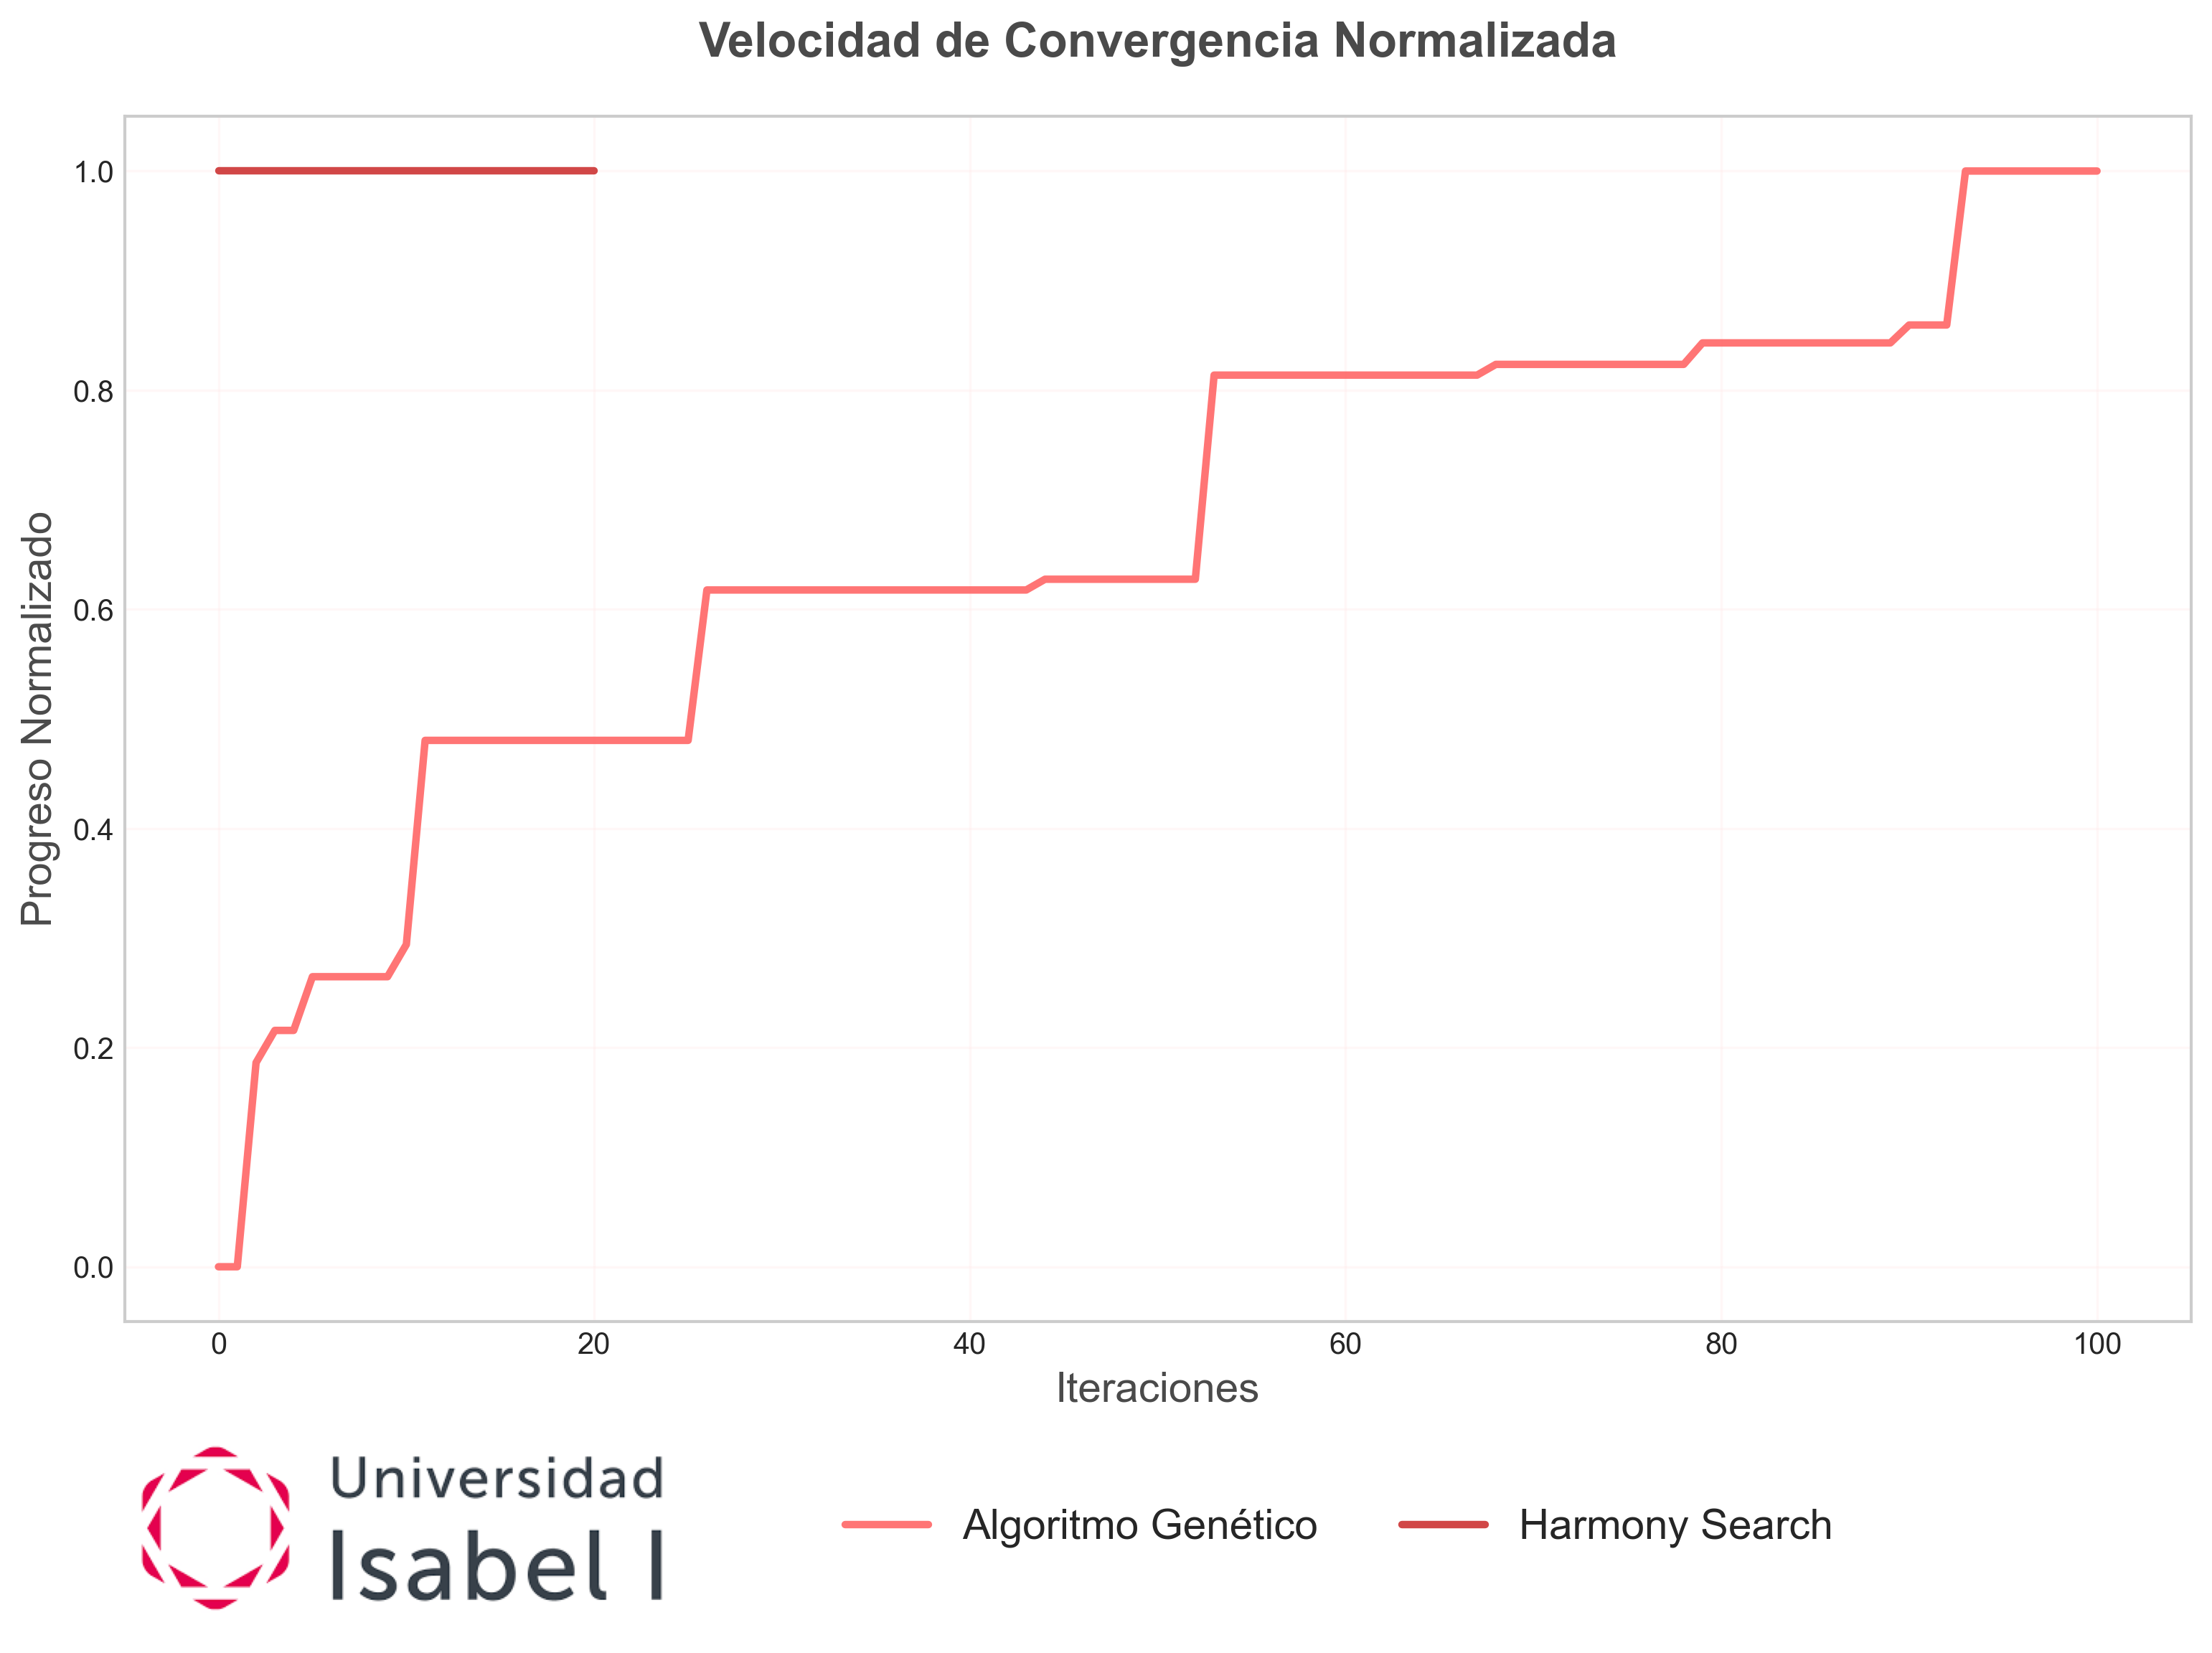 Velocidad de Convergencia Normalizada
Progreso Normalizado
1.0
0.8
0.6
0.4
0.2
0.0
0 20 40 60 80 100
Iteraciones
Universidad
Isabel I
Algoritmo Genético Harmony Search